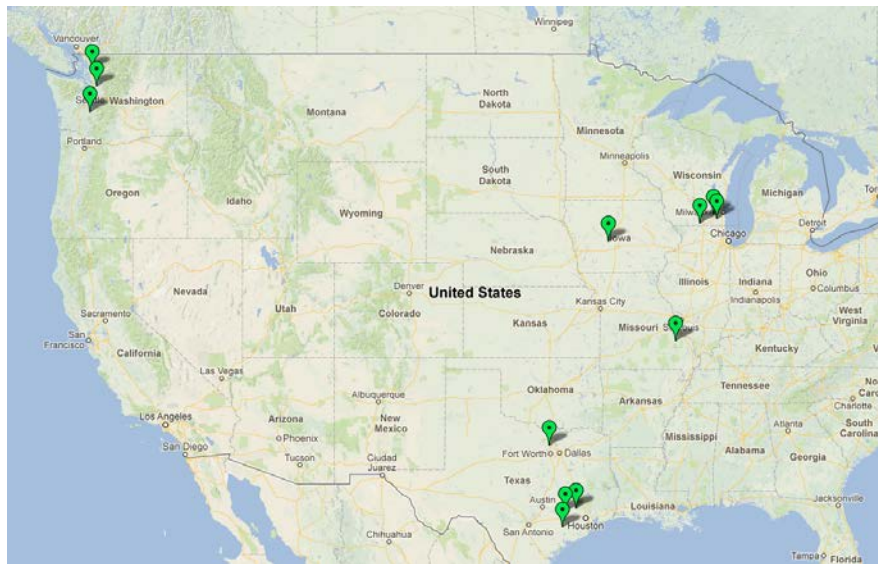 Winnipeg
Vancouver
Washington
Montana
North
Dakota
Minnesota
Portland
Minneapolis
Oregon
South
Dakota
Wisconsin
Michigan
Idaho
Wyoming
Detroit
Iowa
Chicago
Nebraska
Nevada
Utah
Denver
Colorado
United States
Illinois
Indiana
Indianapolis
Ohio
Columbus
Kansas City
Sacramento
San
Francisco
California
Kansas
Missouri
West
Virginia
Kentucky
Las Vegas
Albuquerque
Oklahoma
Arkansas
Tennessee
Charlotte
Los Angeles
Arizona
Phoenix
New
Mexico
Mississippi
Alabama
Atlanta
South
Carolina
San Diego
Tucson
Ciudad
Juarez
Fort Worth
Dallas
Georgia
Texas
Austin
Louisiana
Jacksonville
San Antonio
Houston
Chihuahua
Tampa
Florida